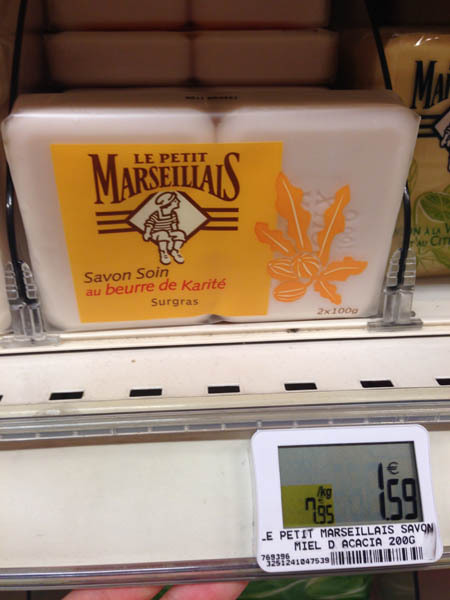 LE PETIT
MARSEILLAIS
Savon Soin
au beurre de Karité
Surgras
2x100g
MA
1€59
/kg
7.95
LE PETIT MARSEILLAIS SAVON
MIEL D ACACIA 200G
769396
3251241047539